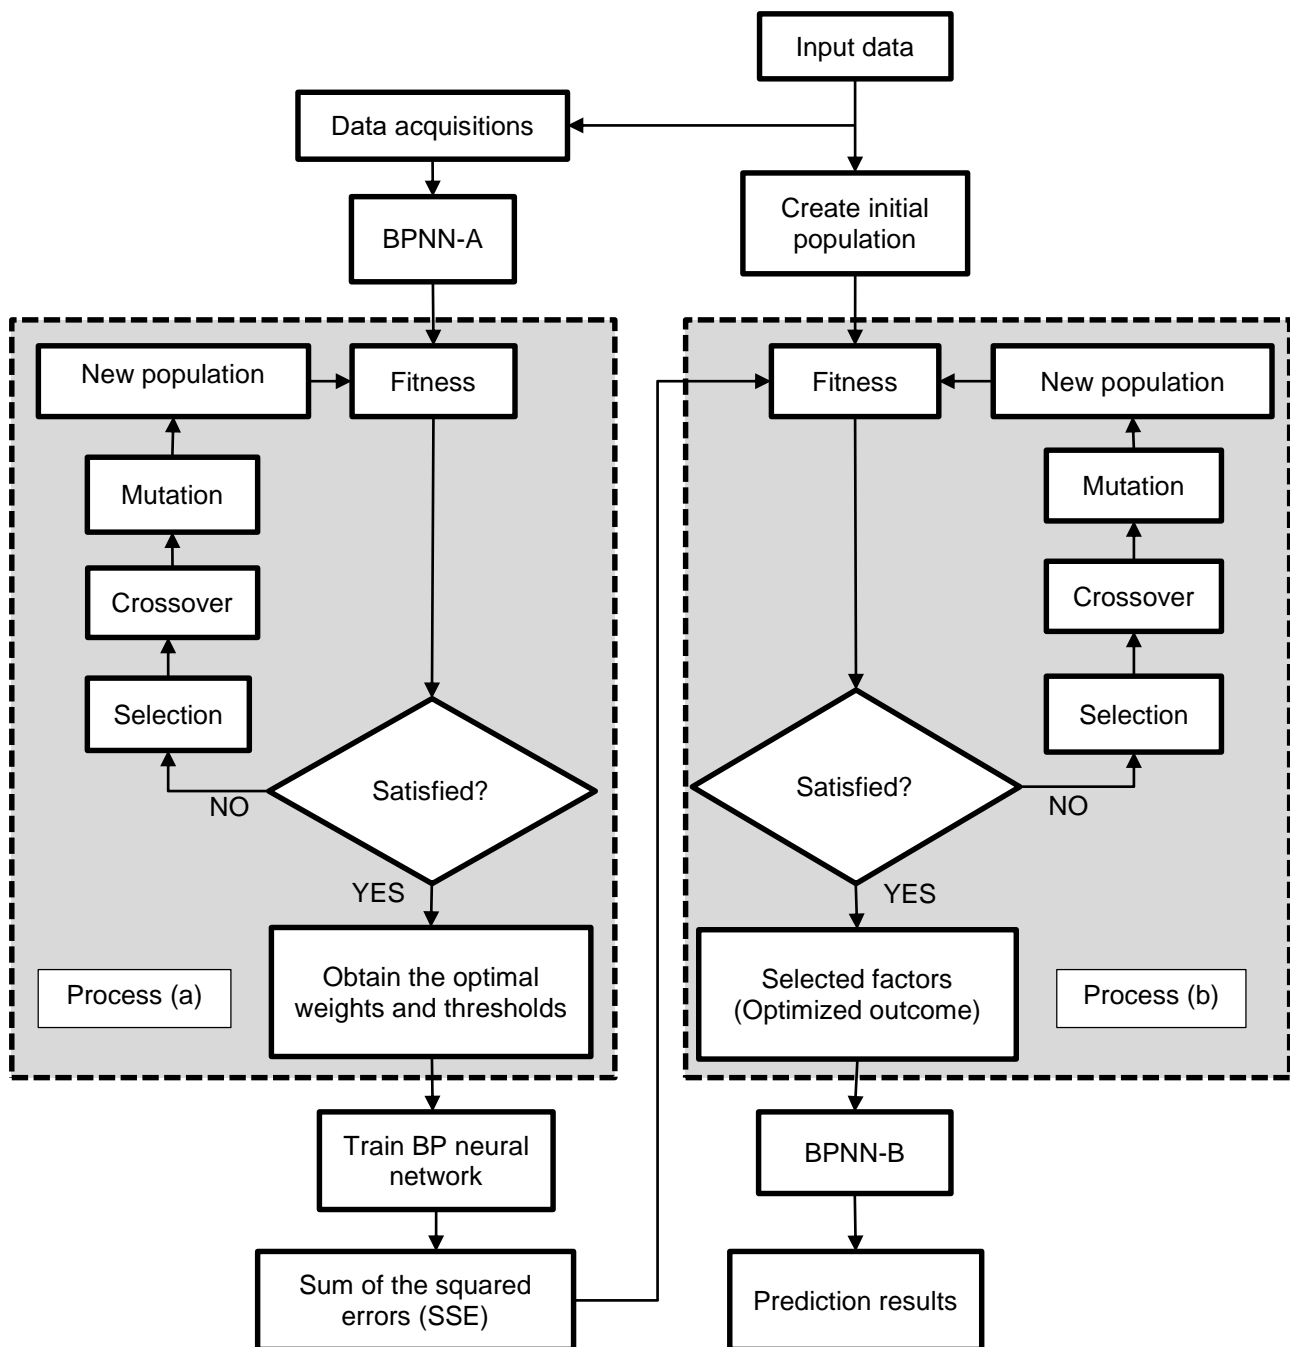 Input data
Data acquisitions
Create initial
population
BPNN-A
New population
Fitness
Fitness
New population
Mutation
Mutation
Crossover
Crossover
Selection
Selection
Satisfied?
Satisfied?
NO
NO
YES
YES
Obtain the optimal
weights and thresholds
Process (a)
Selected factors
(Optimized outcome)
Process (b)
Train BP neural
network
BPNN-B
Sum of the squared
errors (SSE)
Prediction results